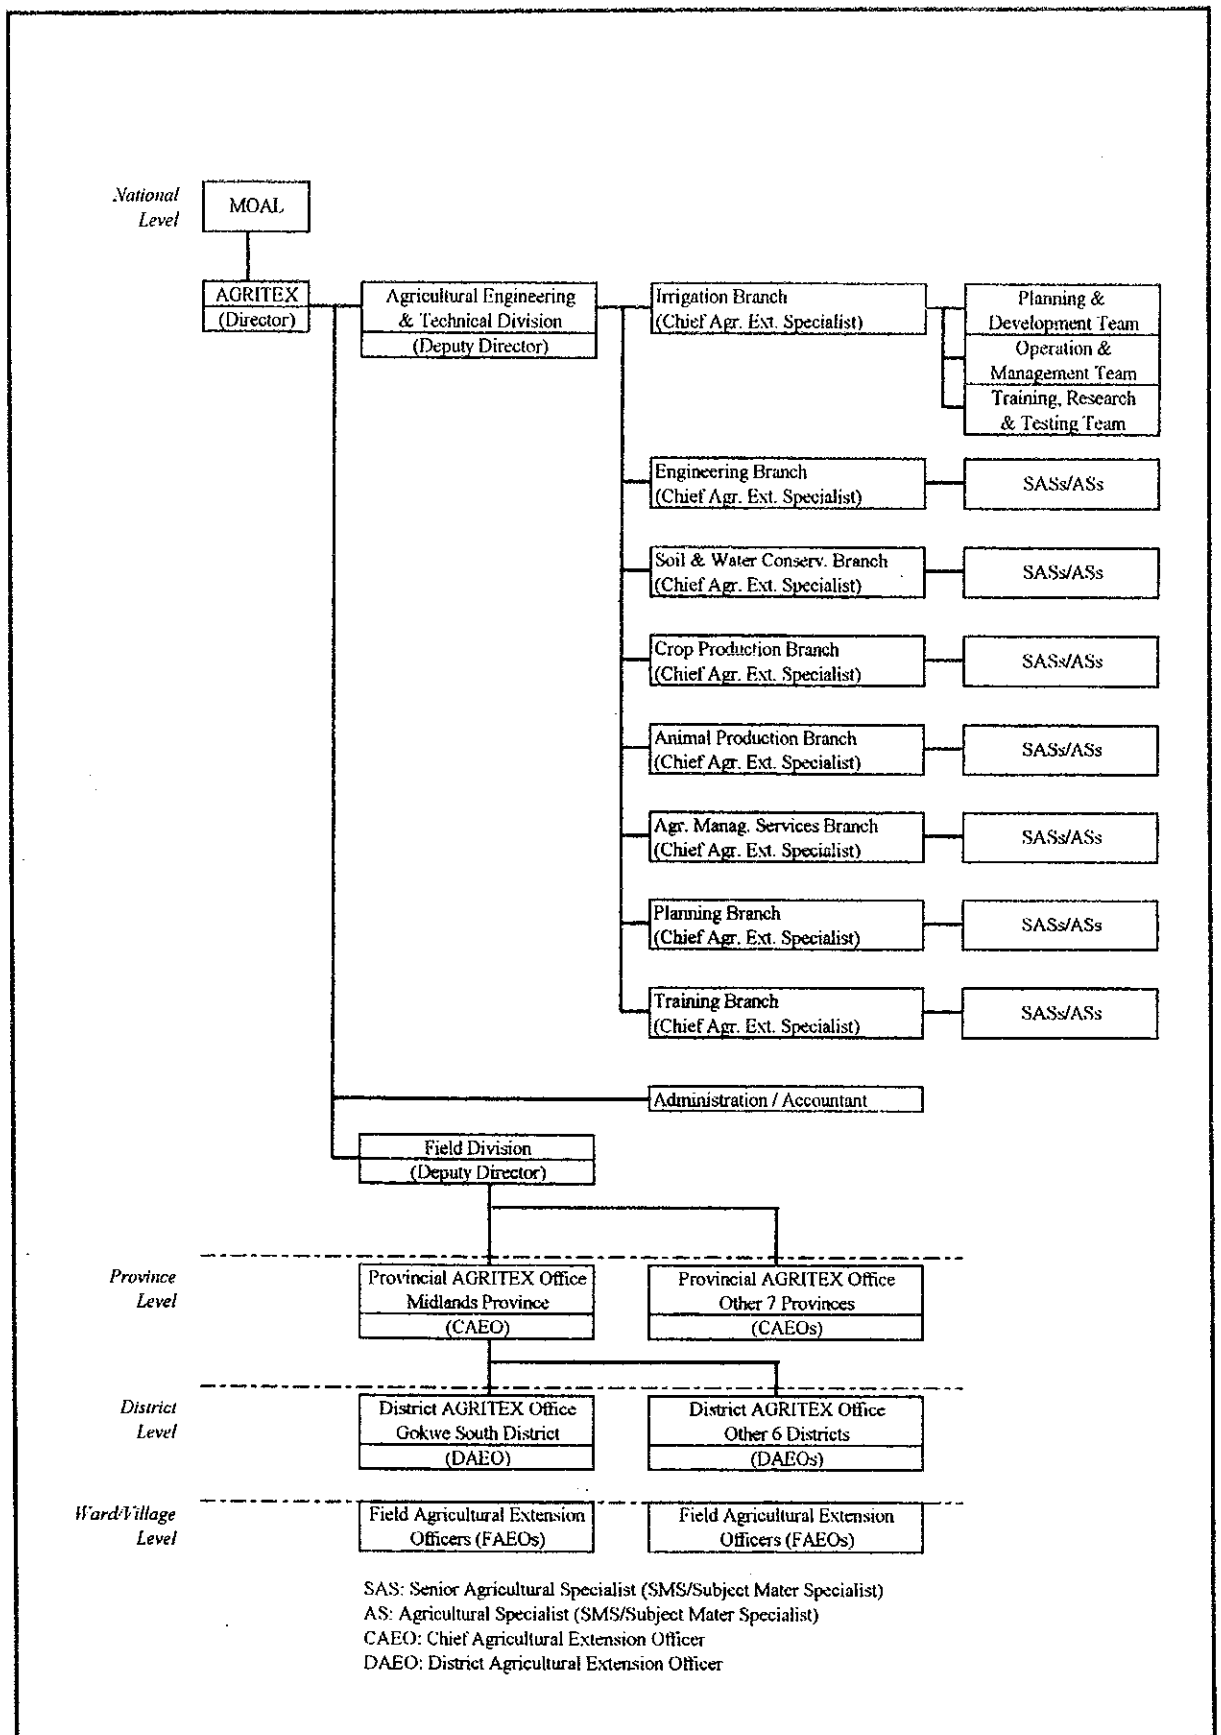 National
Level
MOAL
AGRITEX
(Director)
Agricultural Engineering
& Technical Division
(Deputy Director)
Irrigation Branch
(Chief Agr. Ext. Specialist)
Planning &
Development Team
Operation &
Management Team
Training, Research
& Testing Team
Engineering Branch
(Chief Agr. Ext. Specialist)
SASs/ASs
Soil & Water Conserv. Branch
(Chief Agr. Ext. Specialist)
SASs/ASs
Crop Production Branch
(Chief Agr. Ext. Specialist)
SASs/ASs
Animal Production Branch
(Chief Agr. Ext. Specialist)
SASs/ASs
Agr. Manag. Services Branch
(Chief Agr. Ext. Specialist)
SASs/ASs
Planning Branch
(Chief Agr. Ext. Specialist)
SASs/ASs
Training Branch
(Chief Agr. Ext. Specialist)
SASs/ASs
Administration / Accountant
Field Division
(Deputy Director)
Province
Level
Provincial AGRITEX Office
Midlands Province
(CAEO)
Provincial AGRITEX Office
Other 7 Provinces
(CAEOs)
District
Level
District AGRITEX Office
Gokwe South District
(DAEO)
District AGRITEX Office
Other 6 Districts
(DAEOs)
Ward/Village
Level
Field Agricultural Extension
Officers (FAEOs)
Field Agricultural Extension
Officers (FAEOs)
SAS: Senior Agricultural Specialist (SMS/Subject Mater Specialist)
AS: Agricultural Specialist (SMS/Subject Mater Specialist)
CAEO: Chief Agricultural Extension Officer
DAEO: District Agricultural Extension Officer